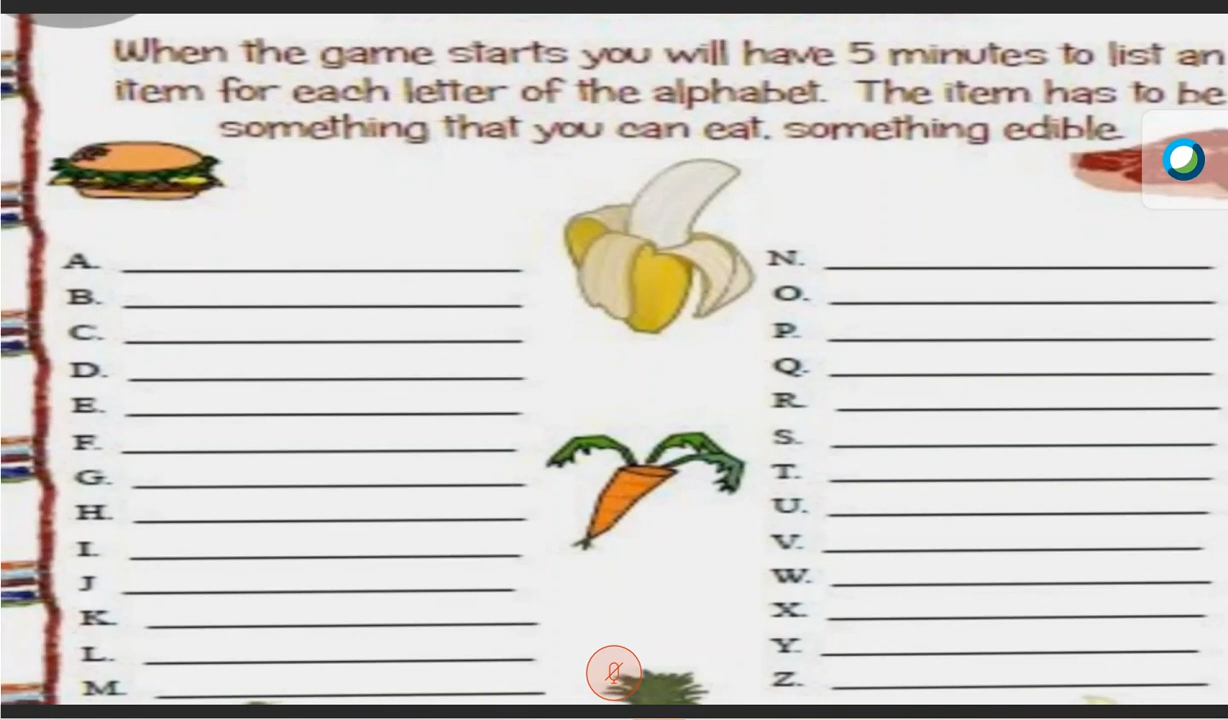 When the game starts you will have 5 minutes to list an
item for each letter of the alphabet. The item has to be
something that you can eat. something edible.
A.
B.
C.
D.
E.
F.
G.
H.
I.
J
K.
L.
M.
N.
O.
P.
Q.
R.
S.
T.
U.
V.
W.
X.
Y.
Z.